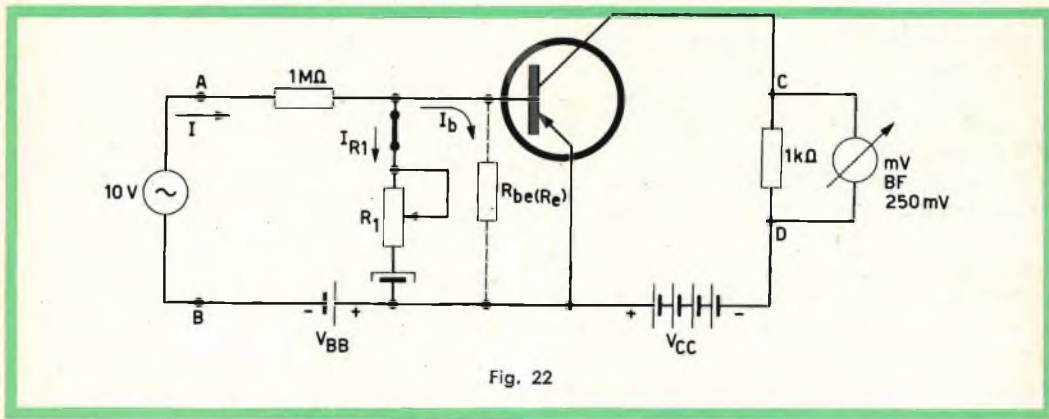 A
1MΩ
I
I_b
I_R1
R_1
R_be(R_e)
10 V
~
B
- +
V_BB
C
1kΩ
mV
BF
250 mV
D
+ -
V_CC
Fig. 22